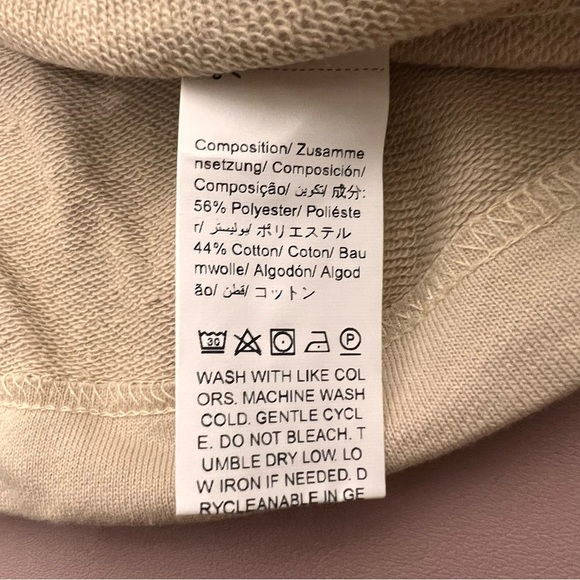 Composition/ Zusamme
nsetzung/ Composición/
Composição/ تكوين/ 成分:
56% Polyester/ Poliéste
r/ بوليستر/ ポリエステル
44% Cotton/ Coton/ Bau
mwolle/ Algodón/ Algod
ão/ قطن/ コットン
30 P
WASH WITH LIKE COL
ORS. MACHINE WASH
COLD. GENTLE CYCL
E. DO NOT BLEACH. T
UMBLE DRY LOW. LO
W IRON IF NEEDED. D
RYCLEANABLE IN GE